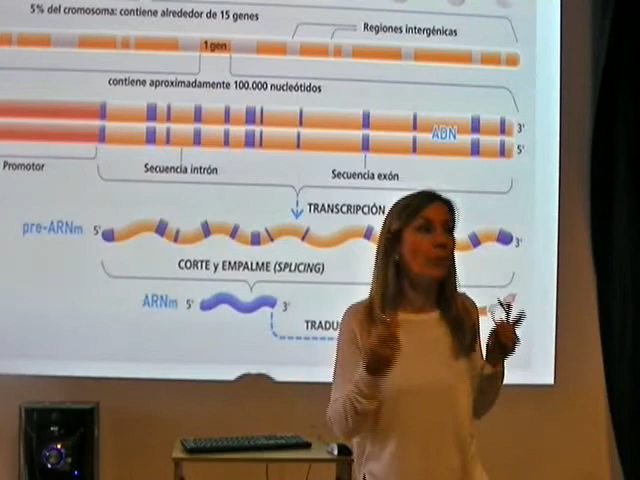 5% del cromosoma: contiene alrededor de 15 genes
Regiones intergénicas
1 gen
contiene aproximadamente 100.000 nucleótidos
ADN
3'
5'
Promotor
Secuencia intrón
Secuencia exón
TRANSCRIPCIÓN
pre-ARNm 5'
3'
CORTE y EMPALME (SPLICING)
ARNm 5'
3'